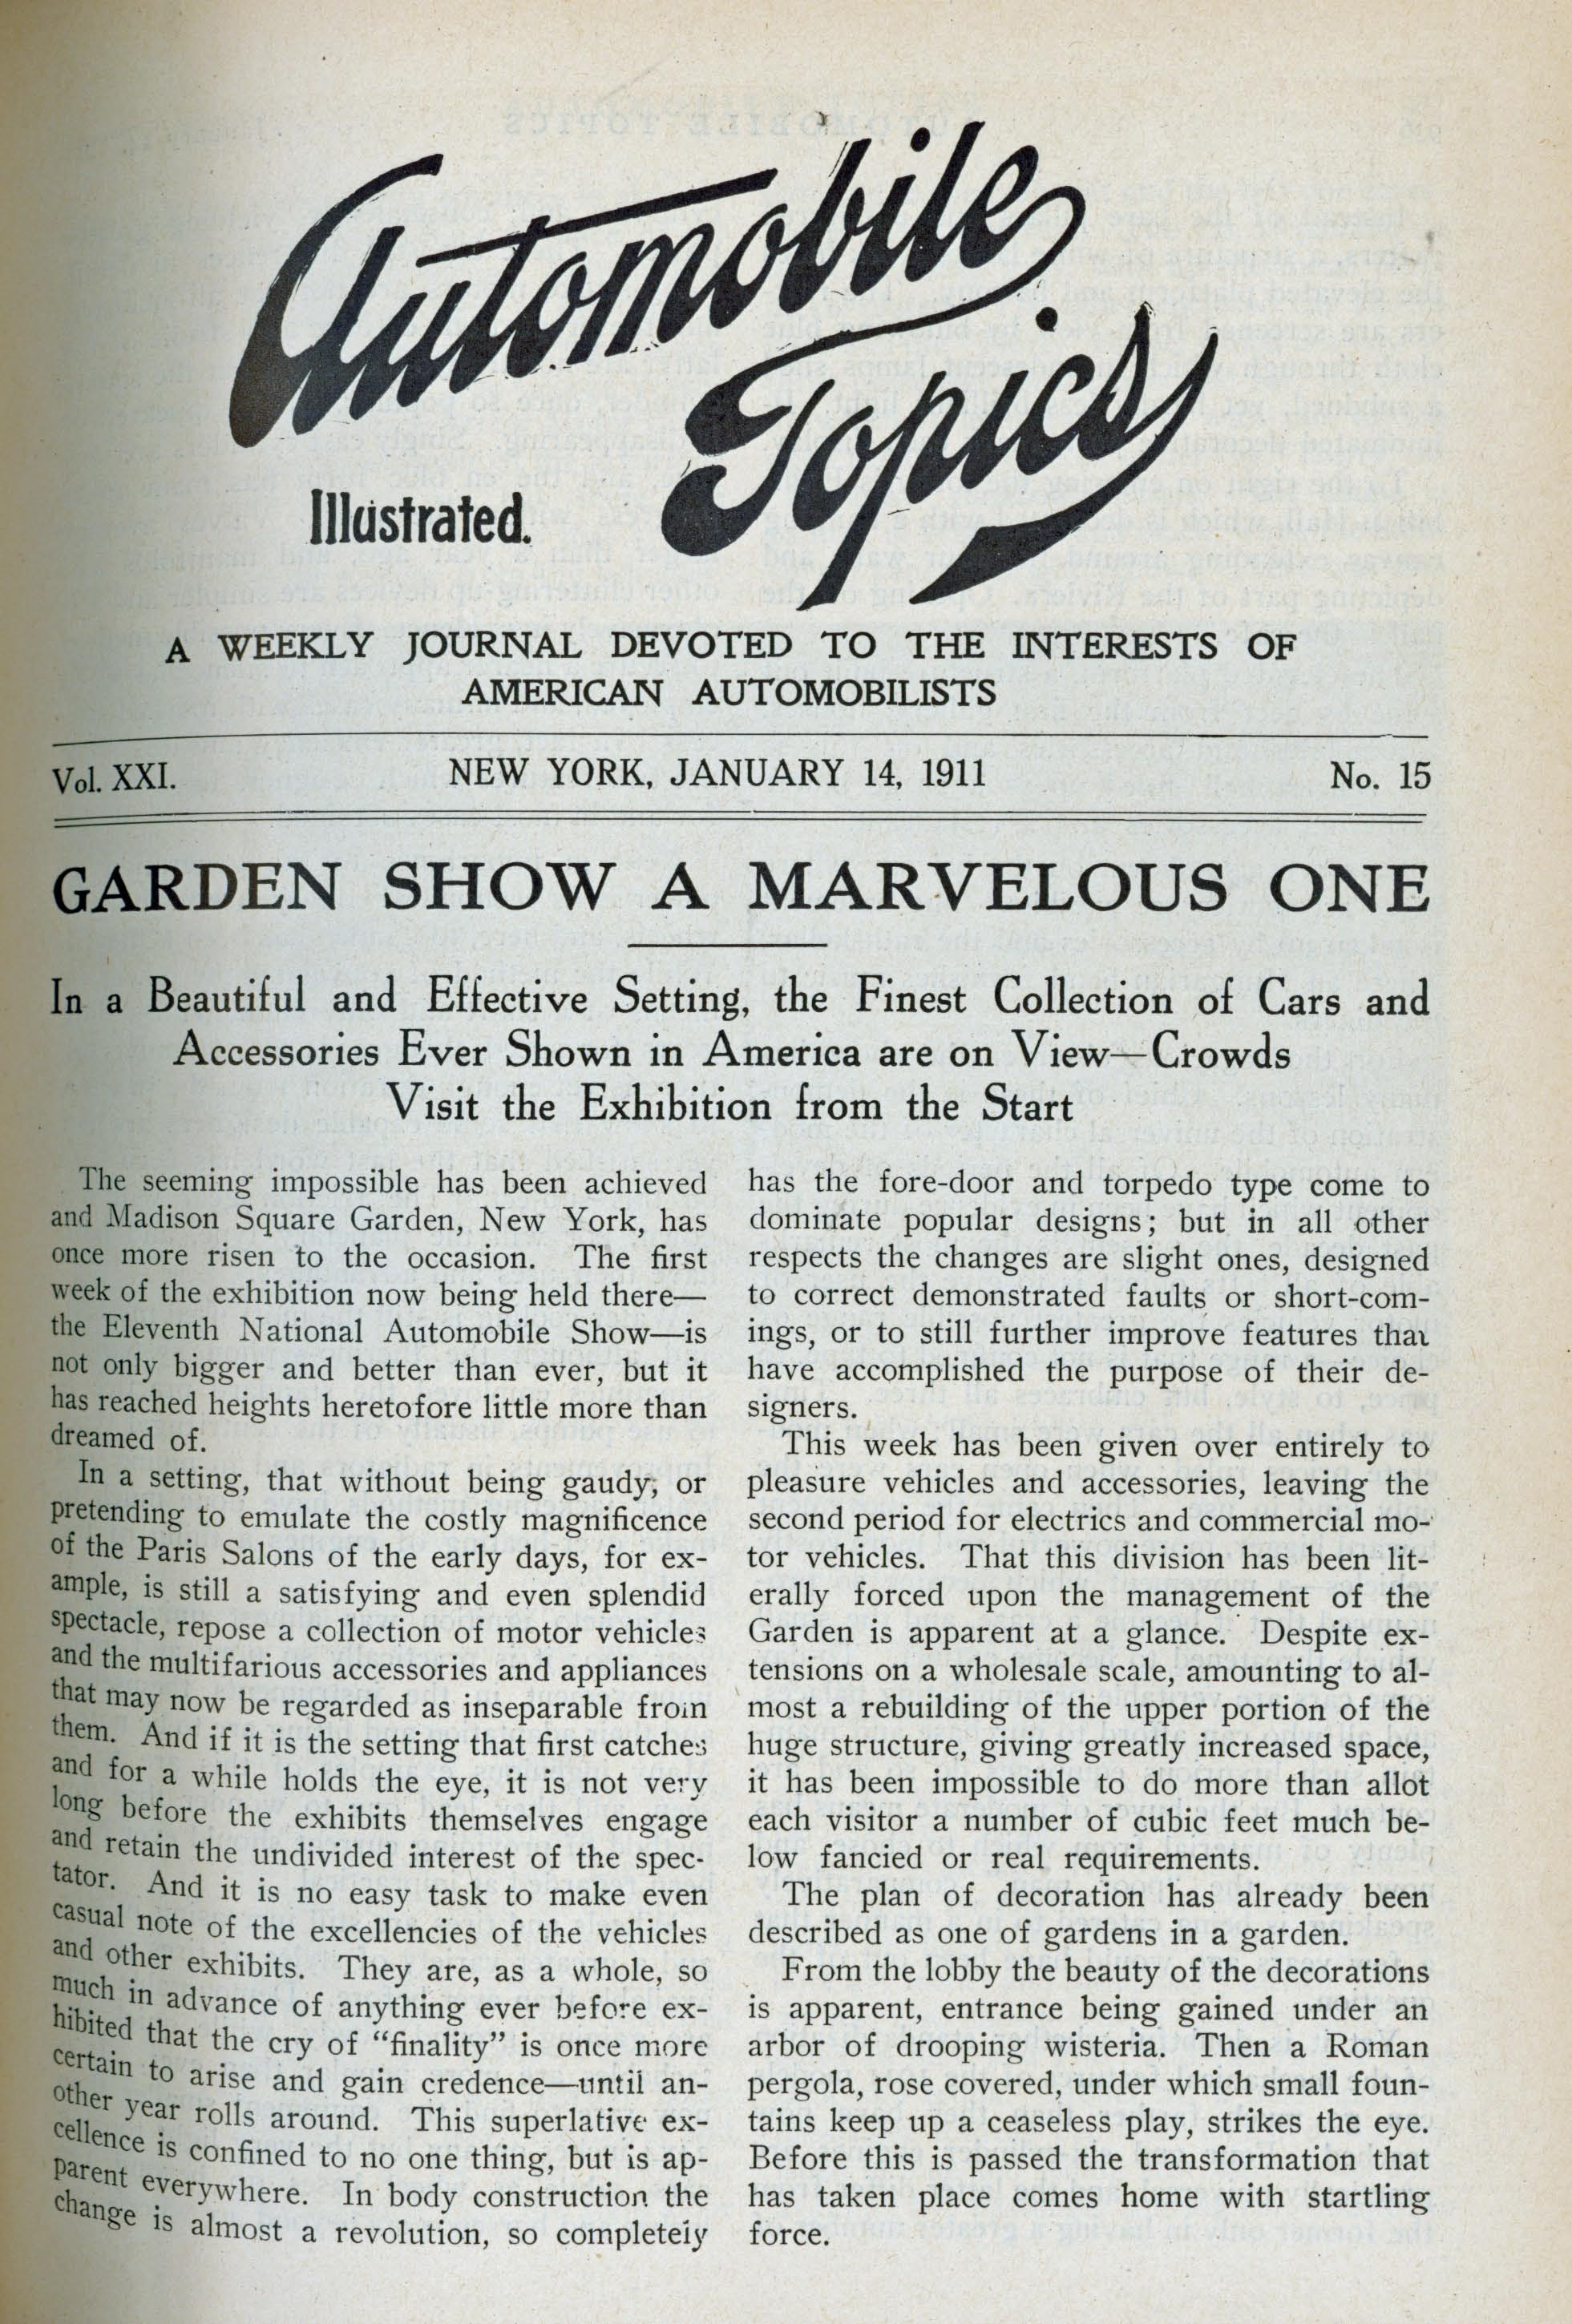 Automobile
Topics
Illustrated.
A WEEKLY JOURNAL DEVOTED TO THE INTERESTS OF
AMERICAN AUTOMOBILISTS
Vol. XXI. NEW YORK, JANUARY 14, 1911 No. 15
GARDEN SHOW A MARVELOUS ONE
In a Beautiful and Effective Setting, the Finest Collection of Cars and
Accessories Ever Shown in America are on View—Crowds
Visit the Exhibition from the Start
The seeming impossible has been achieved
and Madison Square Garden, New York, has
once more risen to the occasion. The first
week of the exhibition now being held there—
the Eleventh National Automobile Show—is
not only bigger and better than ever, but it
has reached heights heretofore little more than
dreamed of.
In a setting, that without being gaudy, or
pretending to emulate the costly magnificence
of the Paris Salons of the early days, for ex-
ample, is still a satisfying and even splendid
spectacle, repose a collection of motor vehicles
and the multifarious accessories and appliances
that may now be regarded as inseparable from
them. And if it is the setting that first catches
and for a while holds the eye, it is not very
long before the exhibits themselves engage
and retain the undivided interest of the spec-
tator. And it is no easy task to make even
casual note of the excellencies of the vehicles
and other exhibits. They are, as a whole, so
much in advance of anything ever before ex-
hibited that the cry of “finality” is once more
certain to arise and gain credence—until an-
other year rolls around. This superlative ex-
cellence is confined to no one thing, but is ap-
parent everywhere. In body construction the
change is almost a revolution, so completely
has the fore-door and torpedo type come to
dominate popular designs; but in all other
respects the changes are slight ones, designed
to correct demonstrated faults or short-com-
ings, or to still further improve features that
have accomplished the purpose of their de-
signers.
This week has been given over entirely to
pleasure vehicles and accessories, leaving the
second period for electrics and commercial mo-
tor vehicles. That this division has been lit-
erally forced upon the management of the
Garden is apparent at a glance. Despite ex-
tensions on a wholesale scale, amounting to al-
most a rebuilding of the upper portion of the
huge structure, giving greatly increased space,
it has been impossible to do more than allot
each visitor a number of cubic feet much be-
low fancied or real requirements.
The plan of decoration has already been
described as one of gardens in a garden.
From the lobby the beauty of the decorations
is apparent, entrance being gained under an
arbor of drooping wisteria. Then a Roman
pergola, rose covered, under which small foun-
tains keep up a ceaseless play, strikes the eye.
Before this is passed the transformation that
has taken place comes home with startling
force.